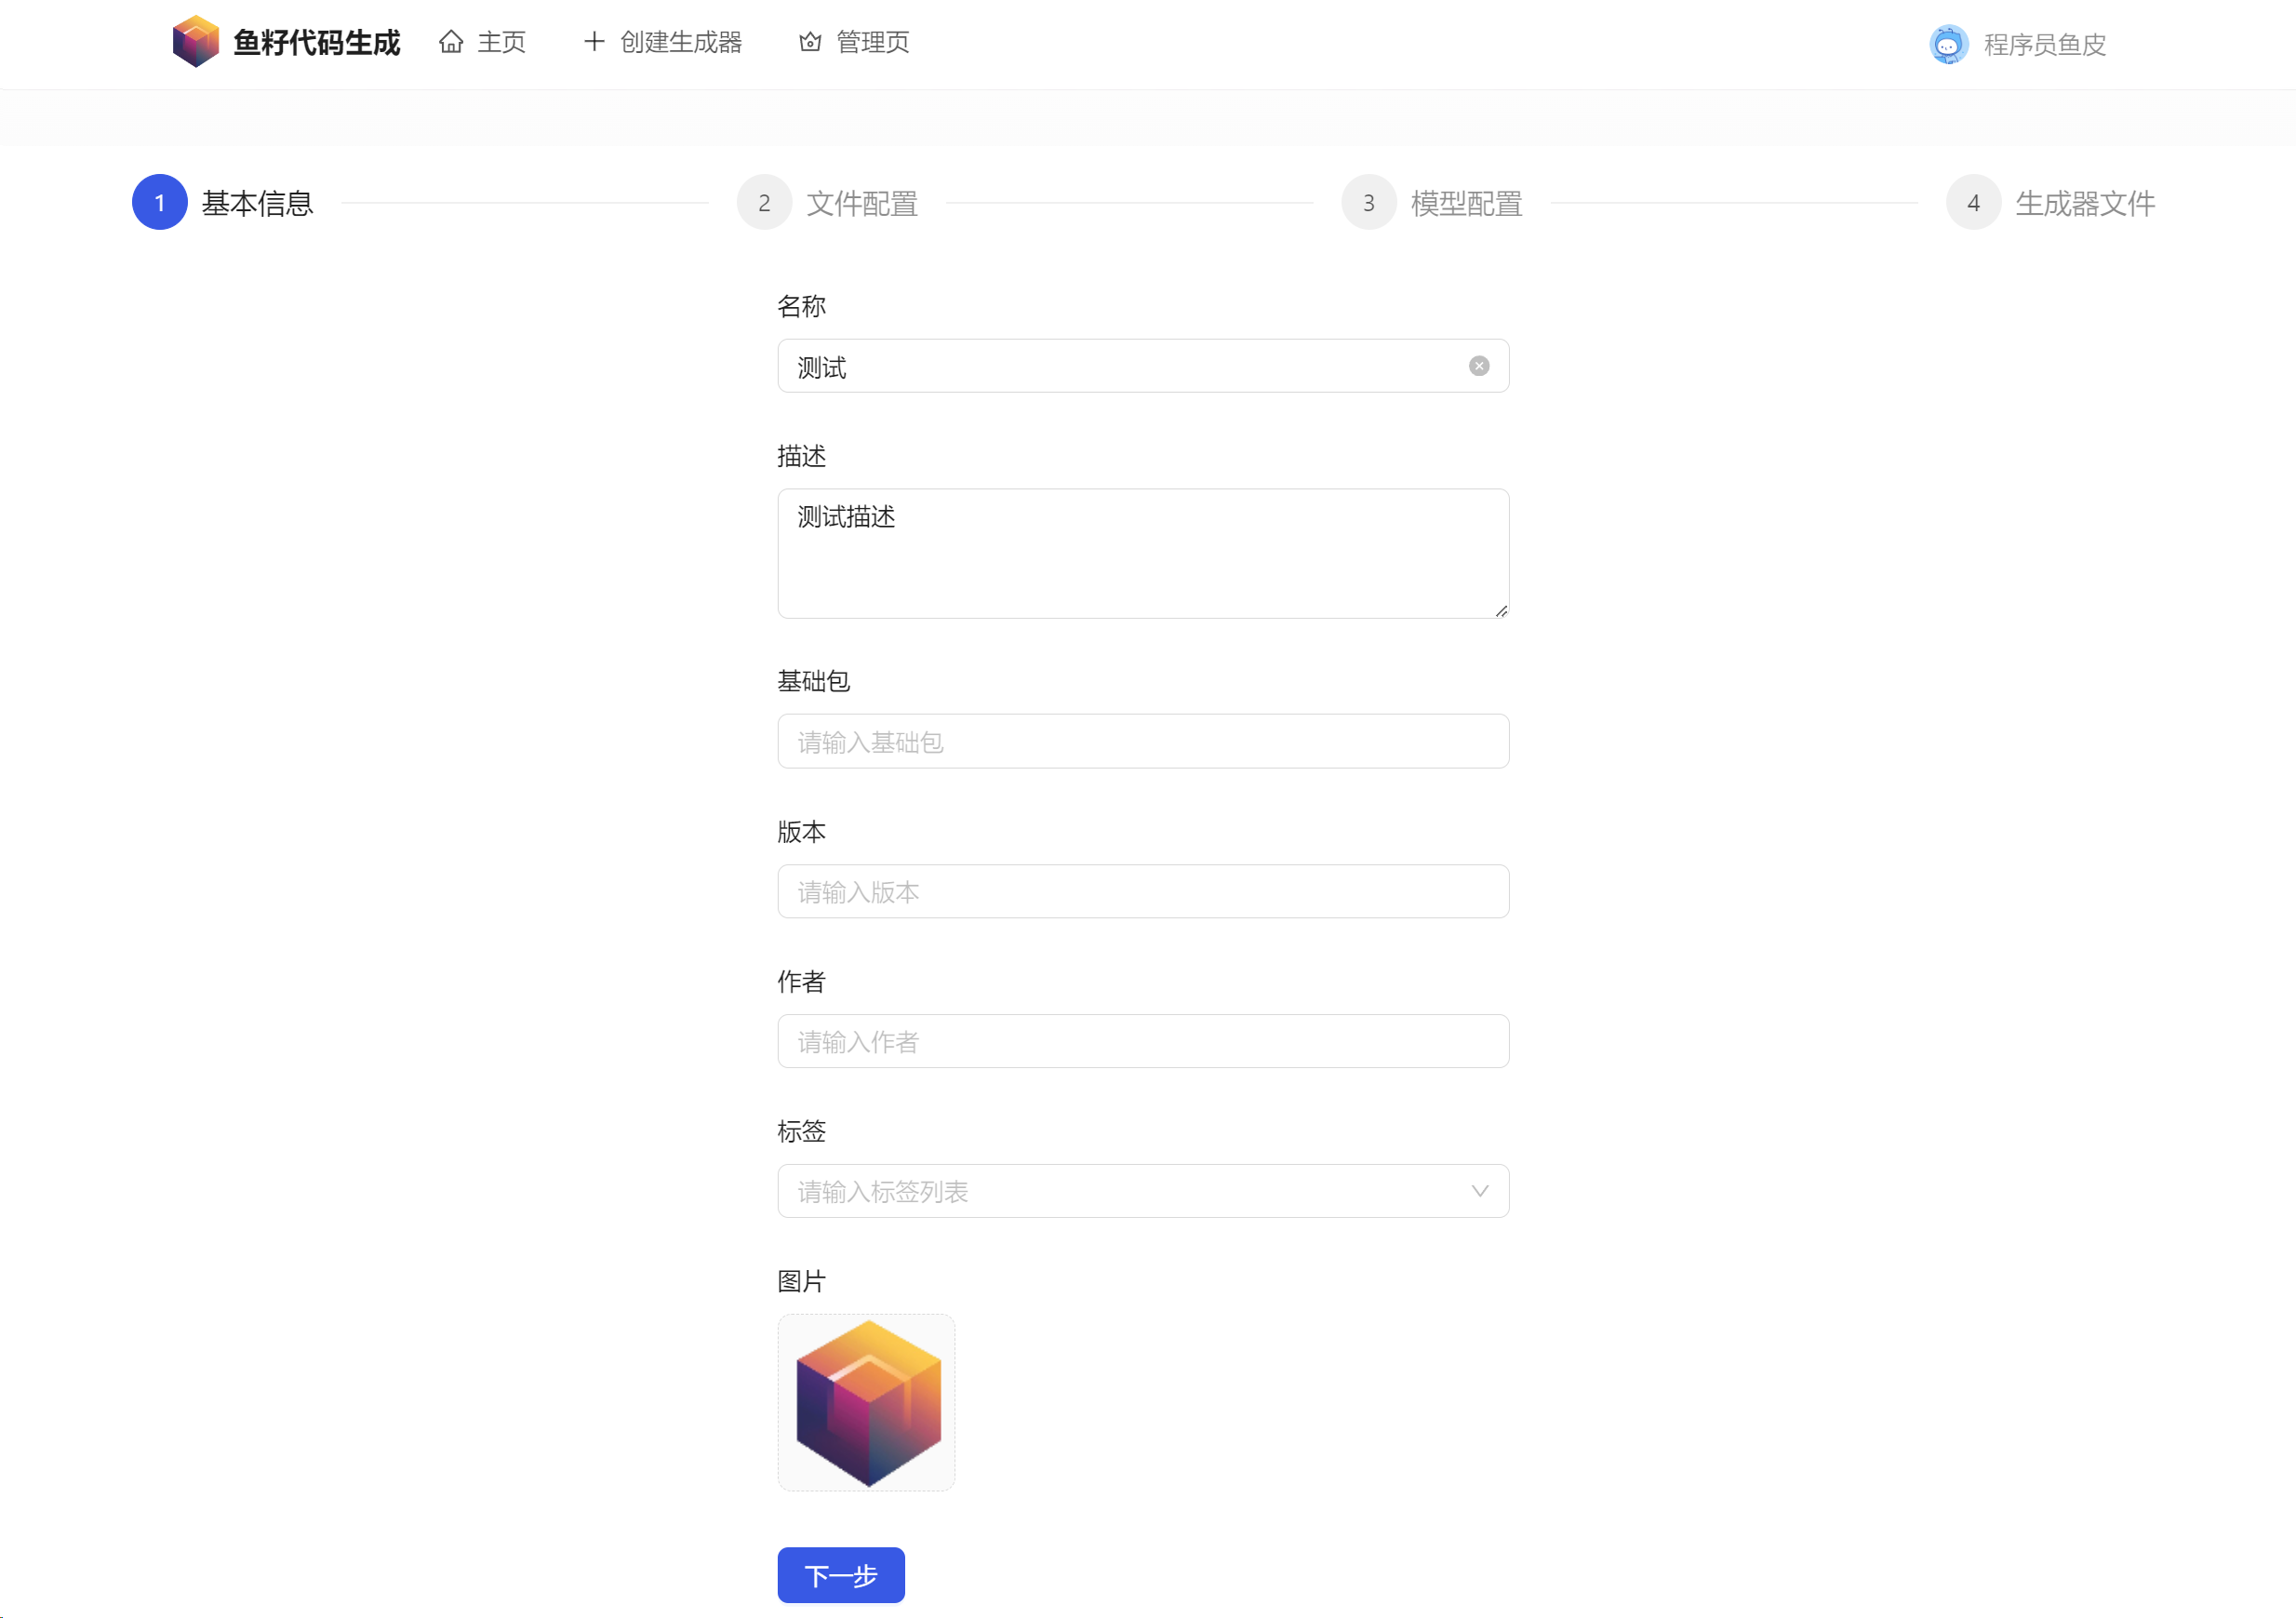 鱼籽代码生成 主页 创建生成器 管理页 程序员鱼皮
1 基本信息 2 文件配置 3 模型配置 4 生成器文件
名称
测试
描述
测试描述
基础包
请输入基础包
版本
请输入版本
作者
请输入作者
标签
请输入标签列表
图片
下一步